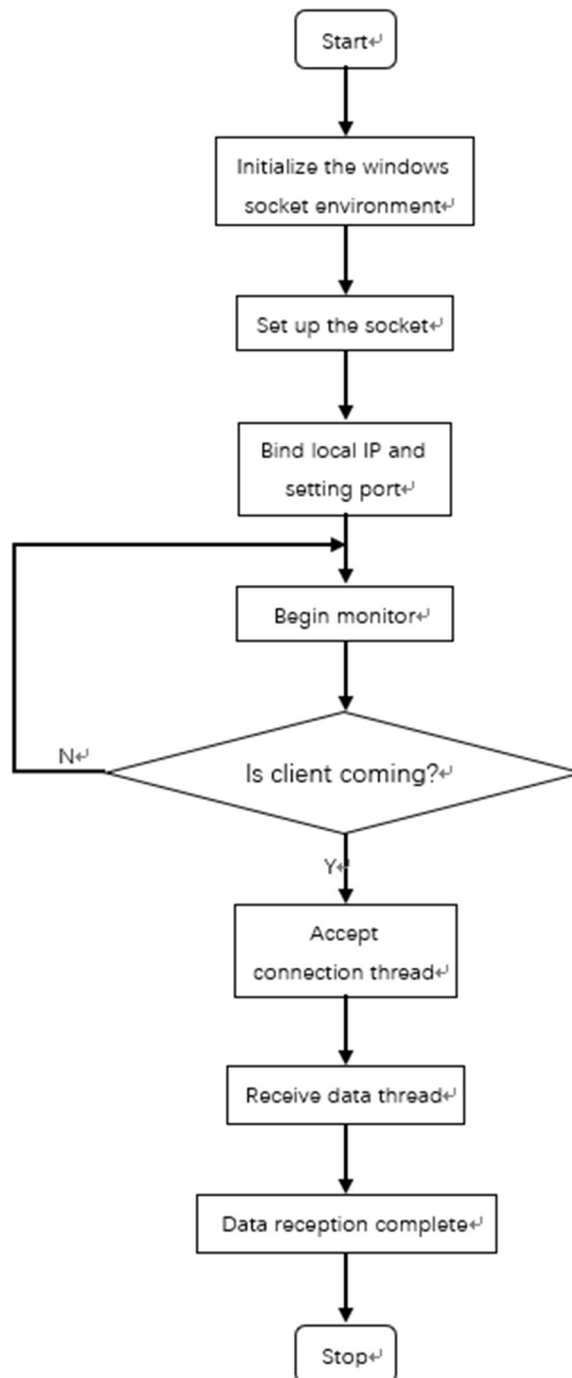 Start↵
Initialize the windows
socket environment↵
Set up the socket↵
Bind local IP and
setting port↵
Begin monitor↵
N↵
Is client coming?↵
Y↵
Accept
connection thread↵
Receive data thread↵
Data reception complete↵
Stop↵